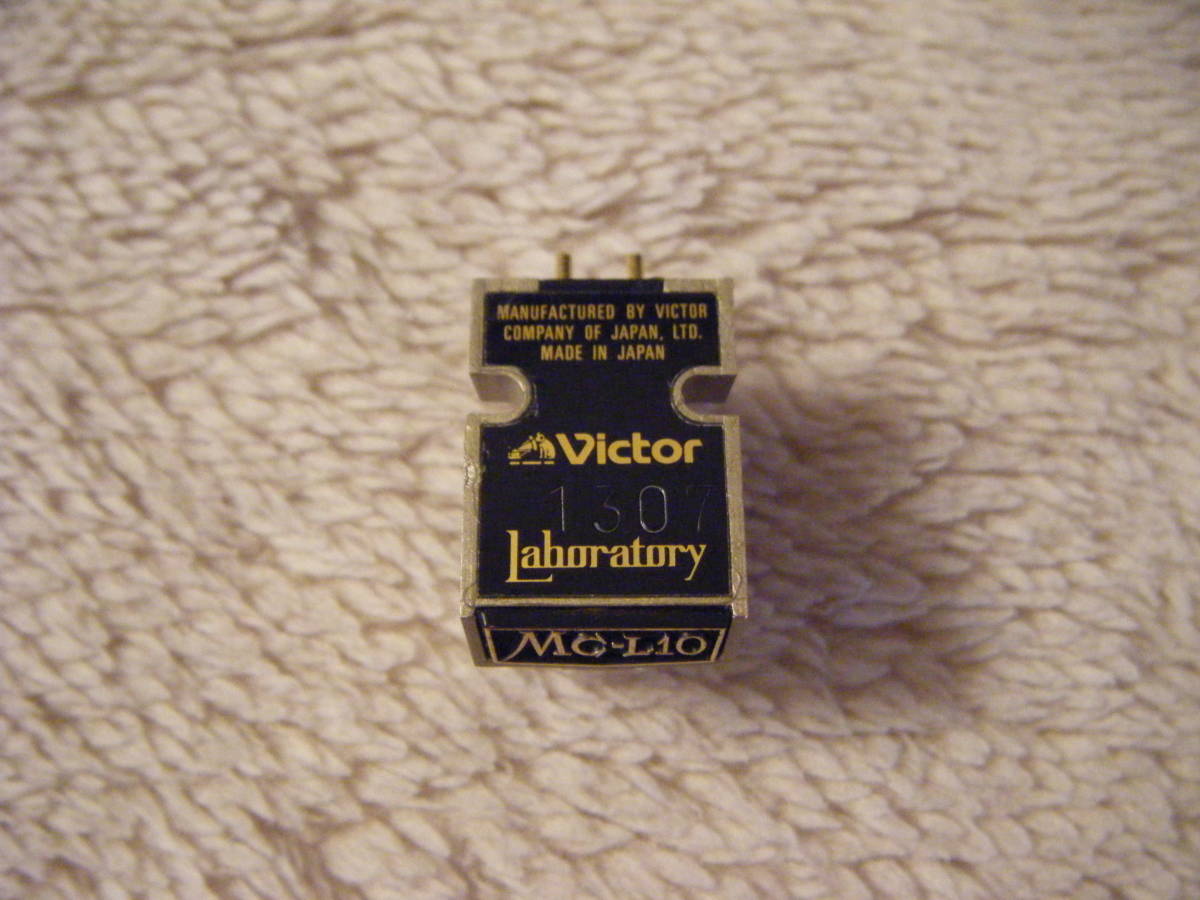 MANUFACTURED BY VICTOR
COMPANY OF JAPAN, LTD.
MADE IN JAPAN
Victor
1307
Laboratory
MC-L10